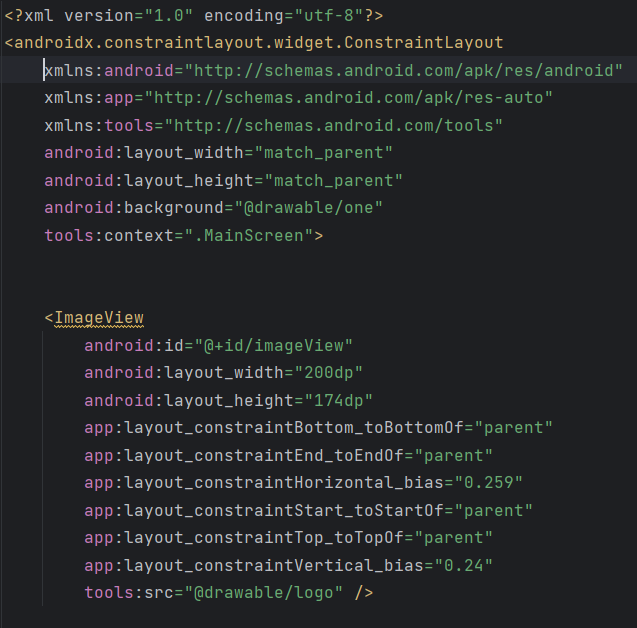 <?xml version="1.0" encoding="utf-8"?>
<androidx.constraintlayout.widget.ConstraintLayout
    xmlns:android="http://schemas.android.com/apk/res/android"
    xmlns:app="http://schemas.android.com/apk/res-auto"
    xmlns:tools="http://schemas.android.com/tools"
    android:layout_width="match_parent"
    android:layout_height="match_parent"
    android:background="@drawable/one"
    tools:context=".MainScreen">
    <ImageView
        android:id="@+id/imageView"
        android:layout_width="200dp"
        android:layout_height="174dp"
        app:layout_constraintBottom_toBottomOf="parent"
        app:layout_constraintEnd_toEndOf="parent"
        app:layout_constraintHorizontal_bias="0.259"
        app:layout_constraintStart_toStartOf="parent"
        app:layout_constraintTop_toTopOf="parent"
        app:layout_constraintVertical_bias="0.24"
        tools:src="@drawable/logo" />